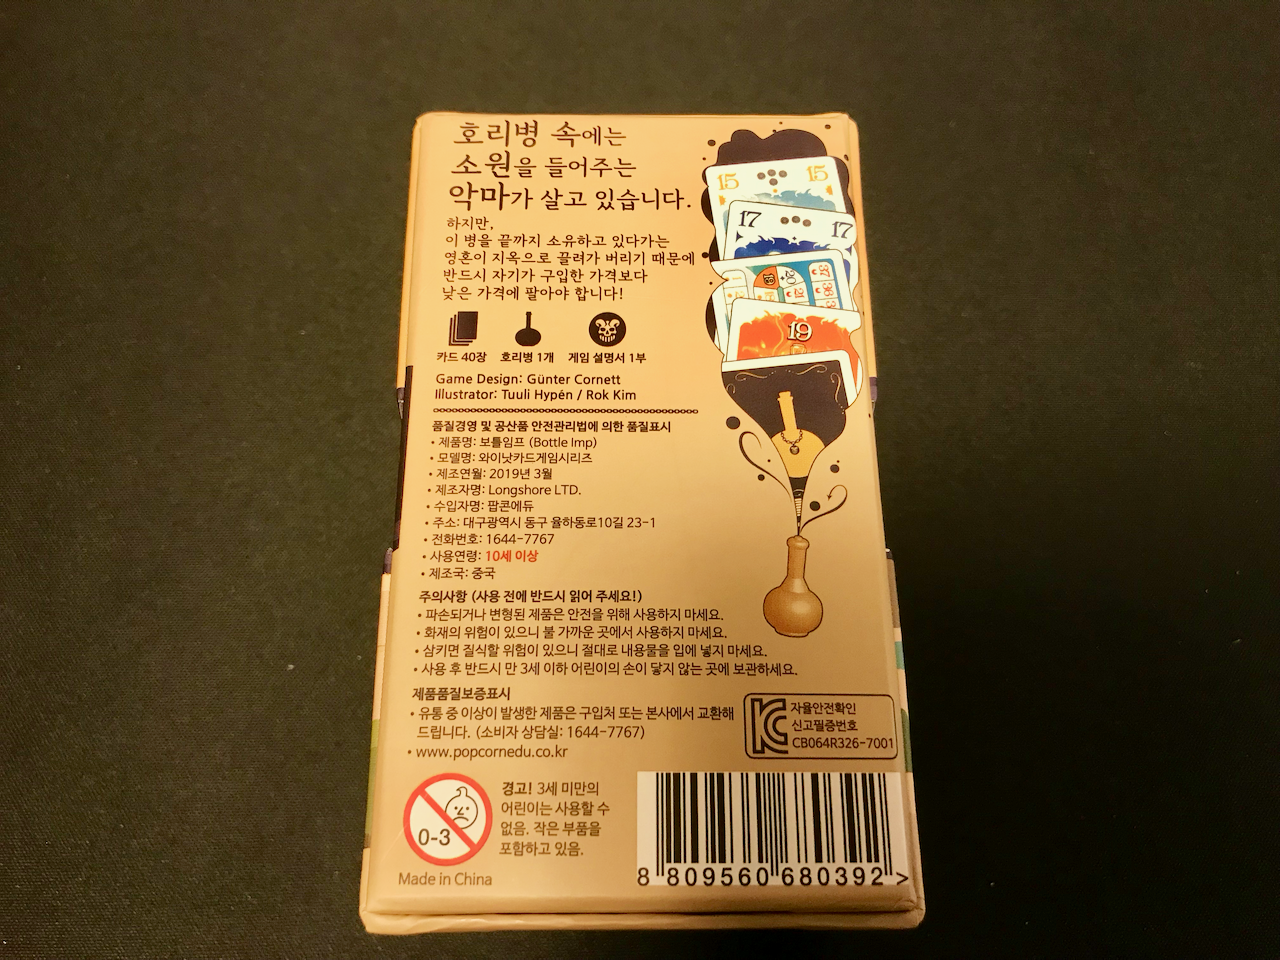 호리병 속에는
소원을 들어주는
악마가 살고 있습니다.
하지만,
이 병을 끝까지 소유하고 있다가는
영혼이 지옥으로 끌려가 버리기 때문에
반드시 자기가 구입한 가격보다
낮은 가격에 팔아야 합니다!
카드 40장 호리병 1개 게임 설명서 1부
Game Design: Günter Cornett
Illustrator: Tuuli Hypén / Rok Kim
15 15
17 17
37 36
20 21
19
품질경영 및 공산품 안전관리법에 의한 품질표시
• 제품명: 보틀임프 (Bottle Imp)
• 모델명: 와이낫카드게임시리즈
• 제조연월: 2019년 3월
• 제조자명: Longshore LTD.
• 수입자명: 팝콘에듀
• 주소: 대구광역시 동구 율하동로10길 23-1
• 전화번호: 1644-7767
• 사용연령: 10세 이상
• 제조국: 중국
주의사항 (사용 전에 반드시 읽어 주세요!)
• 파손되거나 변형된 제품은 안전을 위해 사용하지 마세요.
• 화재의 위험이 있으니 불 가까운 곳에서 사용하지 마세요.
• 삼키면 질식할 위험이 있으니 절대로 내용물을 입에 넣지 마세요.
• 사용 후 반드시 만 3세 이하 어린이의 손이 닿지 않는 곳에 보관하세요.
제품품질보증표시
• 유통 중 이상이 발생한 제품은 구입처 또는 본사에서 교환해
드립니다. (소비자 상담실: 1644-7767)
• www.popcornedu.co.kr
자율안전확인
신고필증번호
CB064R326-7001
0-3
경고! 3세 미만의
어린이는 사용할 수
없음. 작은 부품을
포함하고 있음.
Made in China
8 809560 680392 >